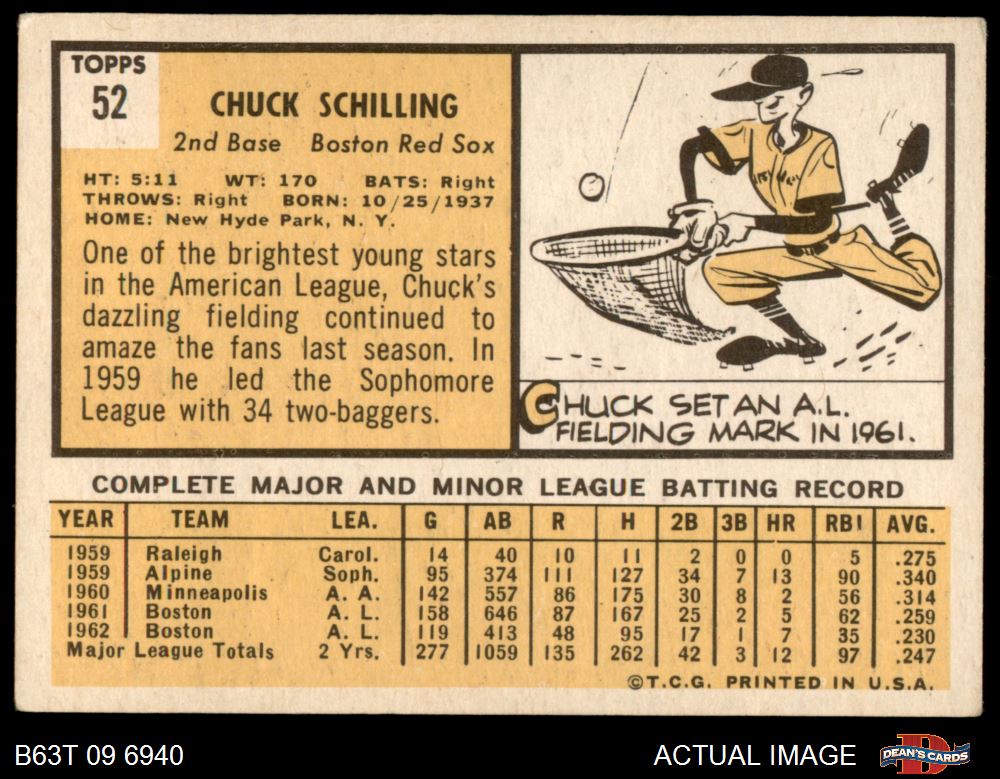 TOPPS
52
CHUCK SCHILLING
2nd Base Boston Red Sox
HT: 5:11 WT: 170 BATS: Right
THROWS: Right BORN: 10/25/1937
HOME: New Hyde Park, N. Y.
One of the brightest young stars
in the American League, Chuck's
dazzling fielding continued to
amaze the fans last season. In
1959 he led the Sophomore
League with 34 two-baggers.
CHUCK SET AN A.L.
FIELDING MARK IN 1961.
COMPLETE MAJOR AND MINOR LEAGUE BATTING RECORD
YEAR TEAM LEA. G AB R H 2B 3B HR RBI AVG.
1959 Raleigh Carol. 14 40 10 11 2 0 0 5 .275
1959 Alpine Soph. 95 374 111 127 34 7 13 90 .340
1960 Minneapolis A. A. 142 557 86 175 30 8 2 56 .314
1961 Boston A. L. 158 646 87 167 25 2 5 62 .259
1962 Boston A. L. 119 413 48 95 17 1 7 35 .230
Major League Totals 2 Yrs. 277 1059 135 262 42 3 12 97 .247
©T.C.G. PRINTED IN U.S.A.
B63T 09 6940 ACTUAL IMAGE DEAN'S CARDS